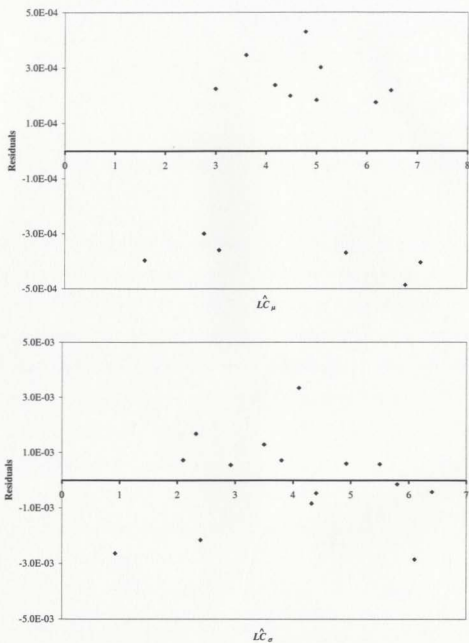 5.0E-04
3.0E-04
1.0E-04
Residuals
0 1 2 3 4 5 6 7 8
-1.0E-04
-3.0E-04
-5.0E-04
LĈ μ
5.0E-03
3.0E-03
1.0E-03
Residuals
0 1 2 3 4 5 6 7
-1.0E-03
-3.0E-03
-5.0E-03
LĈ σ